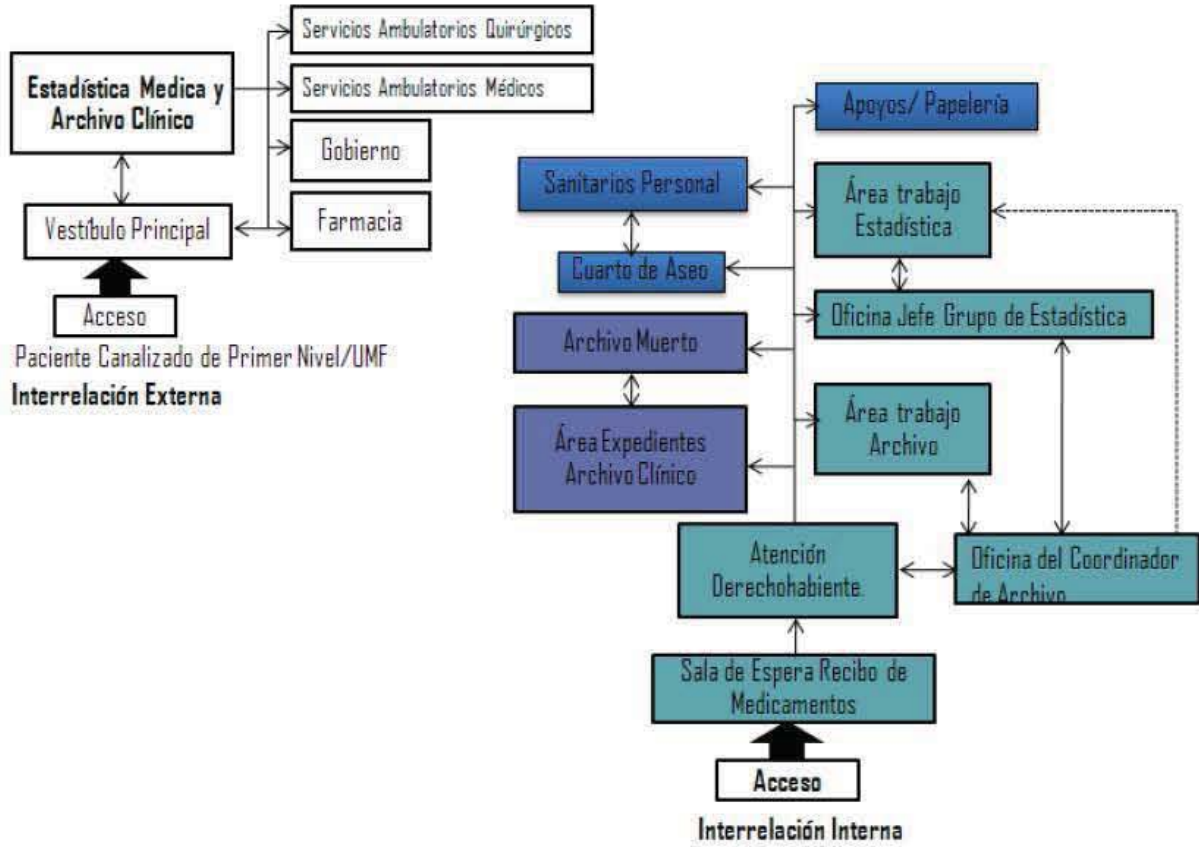 Estadística Medica y
Archivo Clínico
Servicios Ambulatorios Quirúrgicos
Servicios Ambulatorios Médicos
Gobierno
Farmacia
Vestíbulo Principal
Acceso
Paciente Canalizado de Primer Nivel/UMF
Interrelación Externa
Apoyos/ Papelería
Sanitarios Personal
Área trabajo
Estadística
Cuarto de Aseo
Oficina Jefe Grupo de Estadística
Archivo Muerto
Área trabajo
Archivo
Área Expedientes
Archivo Clínico
Atención
Derechohabiente.
Oficina del Coordinador
de Archivo
Sala de Espera Recibo de
Medicamentos
Acceso
Interrelación Interna